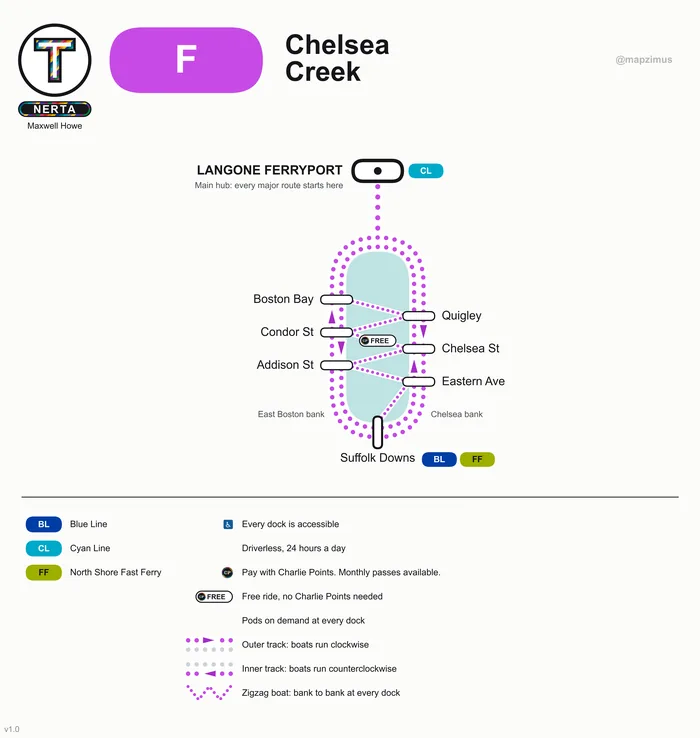 T
NERTA
Maxwell Howe
F
Chelsea
Creek
@mapzimus
LANGONE FERRYPORT
CL
Main hub: every major route starts here
Boston Bay
Quigley
Condor St
CP FREE
Chelsea St
Addison St
Eastern Ave
East Boston bank
Chelsea bank
Suffolk Downs
BL
FF
BL Blue Line
CL Cyan Line
FF North Shore Fast Ferry
Every dock is accessible
Driverless, 24 hours a day
CP Pay with Charlie Points. Monthly passes available.
CP FREE Free ride, no Charlie Points needed
Pods on demand at every dock
Outer track: boats run clockwise
Inner track: boats run counterclockwise
Zigzag boat: bank to bank at every dock
v1.0